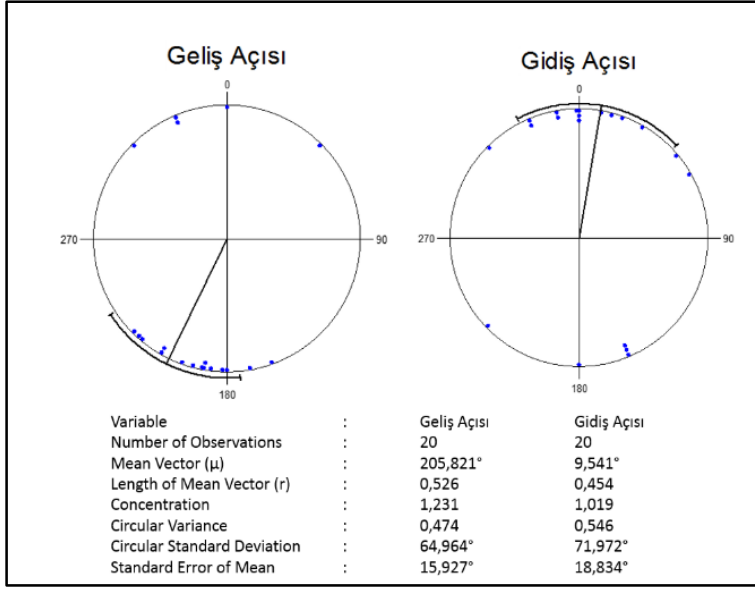 Geliş Açısı Gidiş Açısı
0 0
270 90 270 90
180 180
Variable : Geliş Açısı Gidiş Açısı
Number of Observations : 20 20
Mean Vector (µ) : 205,821° 9,541°
Length of Mean Vector (r) : 0,526 0,454
Concentration : 1,231 1,019
Circular Variance : 0,474 0,546
Circular Standard Deviation : 64,964° 71,972°
Standard Error of Mean : 15,927° 18,834°